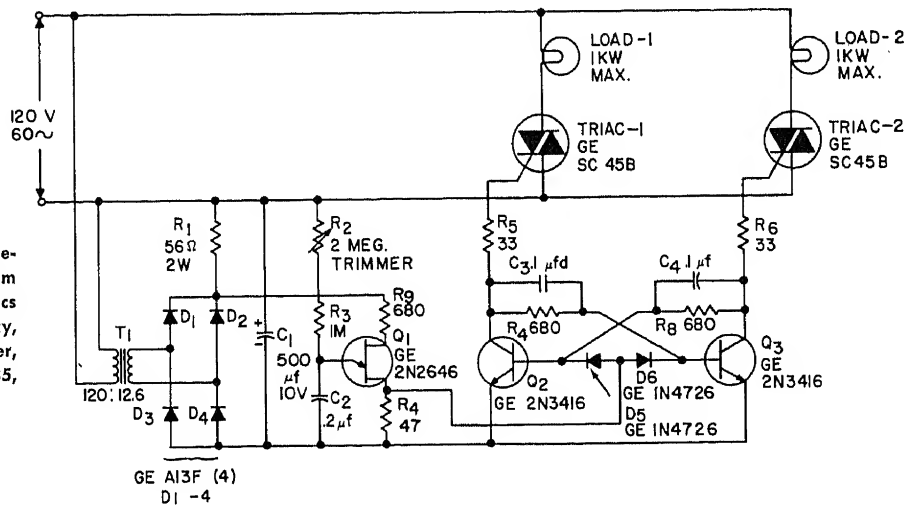 LOAD-1
1KW
MAX.
LOAD-2
1KW
MAX.
120 V
60~
TRIAC-1
GE
SC 45B
TRIAC-2
GE
SC45B
R1
56Ω
2W
R2
2 MEG.
TRIMMER
R5
33
R6
33
C3 .1 µfd
C4 .1 µf
e-
m
cs
y,
er,
5,
D1
D2
R9
680
R3
1M
Q1
GE
2N2646
T1
120:12.6
C1
500
µf
10V
+
-
R4
680
R8 680
Q3
GE
2N3416
Q2
GE 2N3416
D6
GE 1N4726
D5
GE 1N4726
D3
D4
C2
.2µf
R4
47
GE A13F (4)
D1 -4